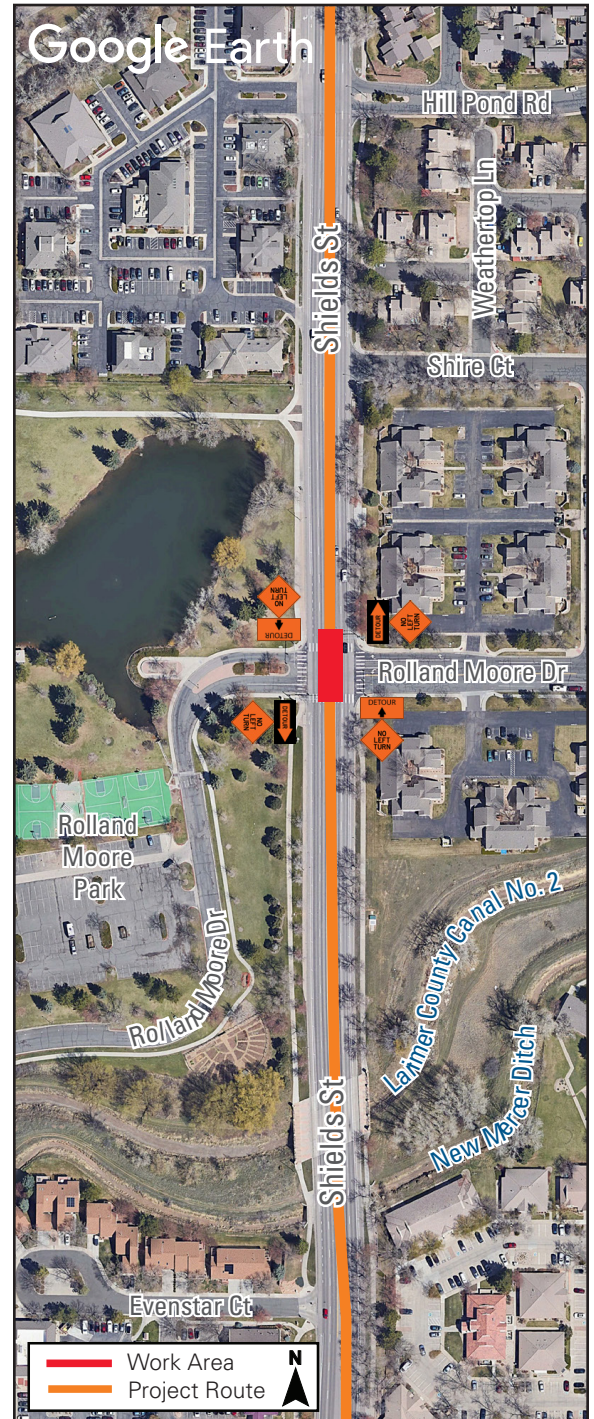 Google Earth
Hill Pond Rd
Weathertop Ln
Shields St
Shire Ct
NO
LEFT
TURN
DETOUR
DETOUR
NO
LEFT
TURN
Rolland Moore Dr
NO
LEFT
TURN
DETOUR
DETOUR
NO
LEFT
TURN
Rolland
Moore
Park
Larimer County Canal No. 2
Rolland Moore Dr
New Mercer Ditch
Shields St
Evenstar Ct
Work Area
Project Route
N